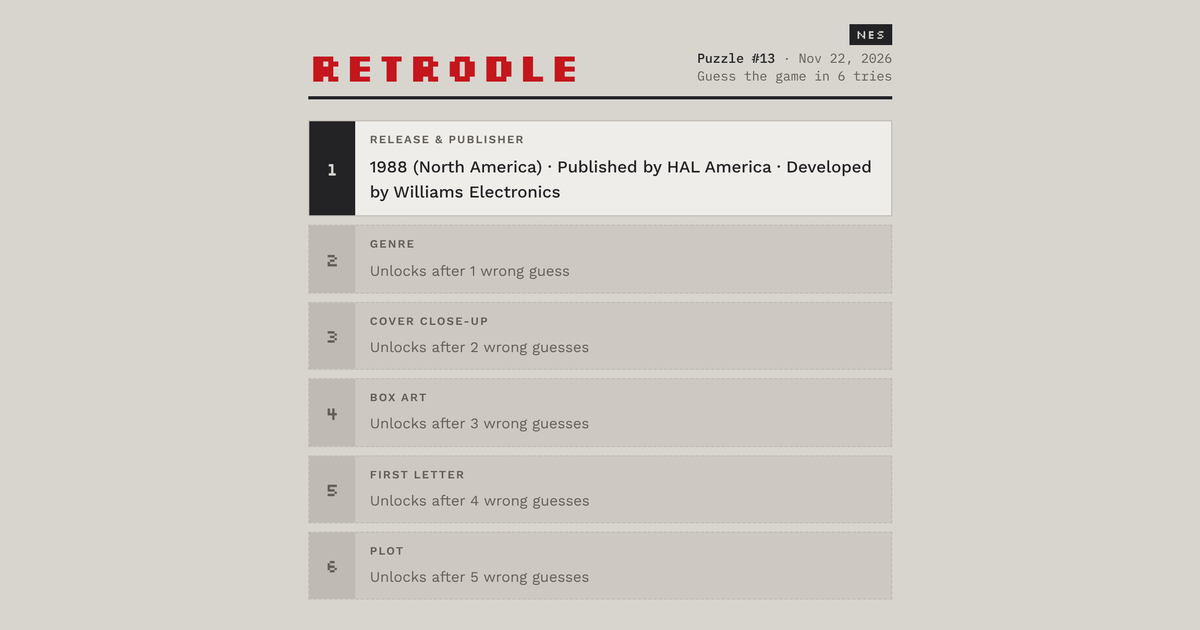 NES
RETRODLE
Puzzle #13 · Nov 22, 2026
Guess the game in 6 tries
1
RELEASE & PUBLISHER
1988 (North America) · Published by HAL America · Developed
by Williams Electronics
2
GENRE
Unlocks after 1 wrong guess
3
COVER CLOSE-UP
Unlocks after 2 wrong guesses
4
BOX ART
Unlocks after 3 wrong guesses
5
FIRST LETTER
Unlocks after 4 wrong guesses
6
PLOT
Unlocks after 5 wrong guesses